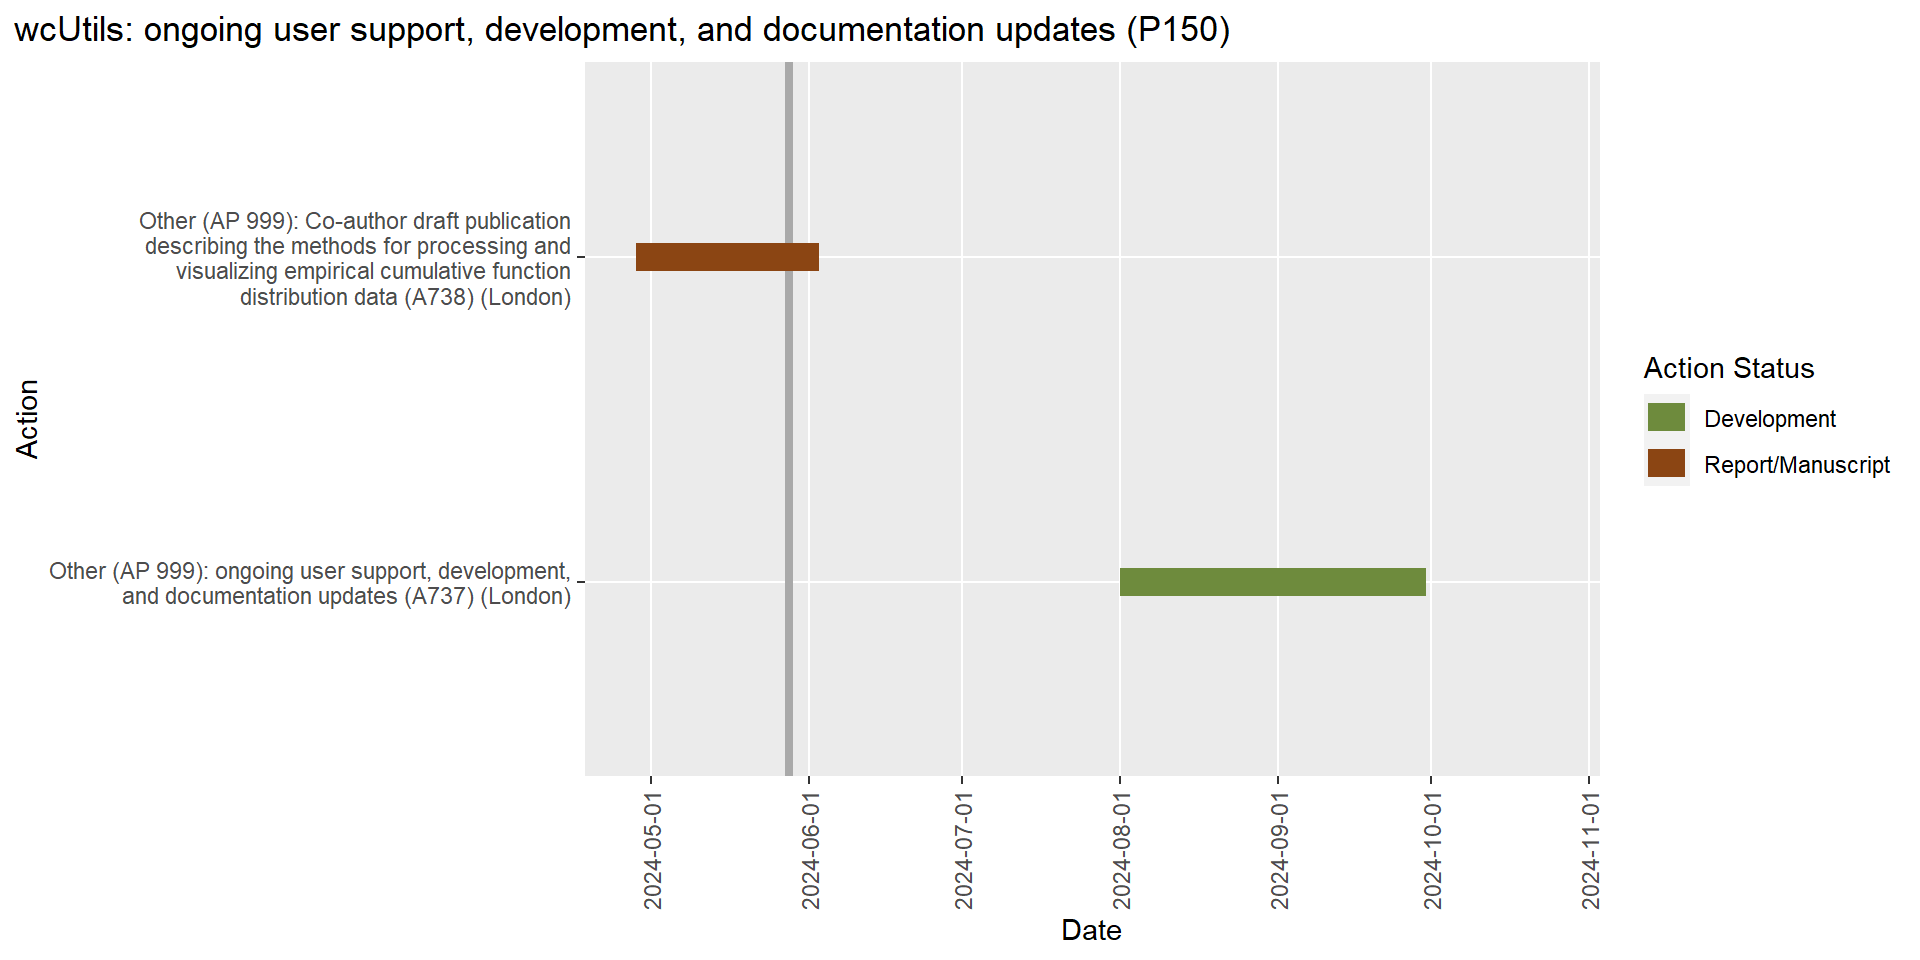 wcUtils: ongoing user support, development, and documentation updates (P150)
Other (AP 999): Co-author draft publication
describing the methods for processing and
visualizing empirical cumulative function
distribution data (A738) (London)
Other (AP 999): ongoing user support, development,
and documentation updates (A737) (London)
Action
2024-05-01
2024-06-01
2024-07-01
2024-08-01
2024-09-01
2024-10-01
2024-11-01
Date
Action Status
Development
Report/Manuscript